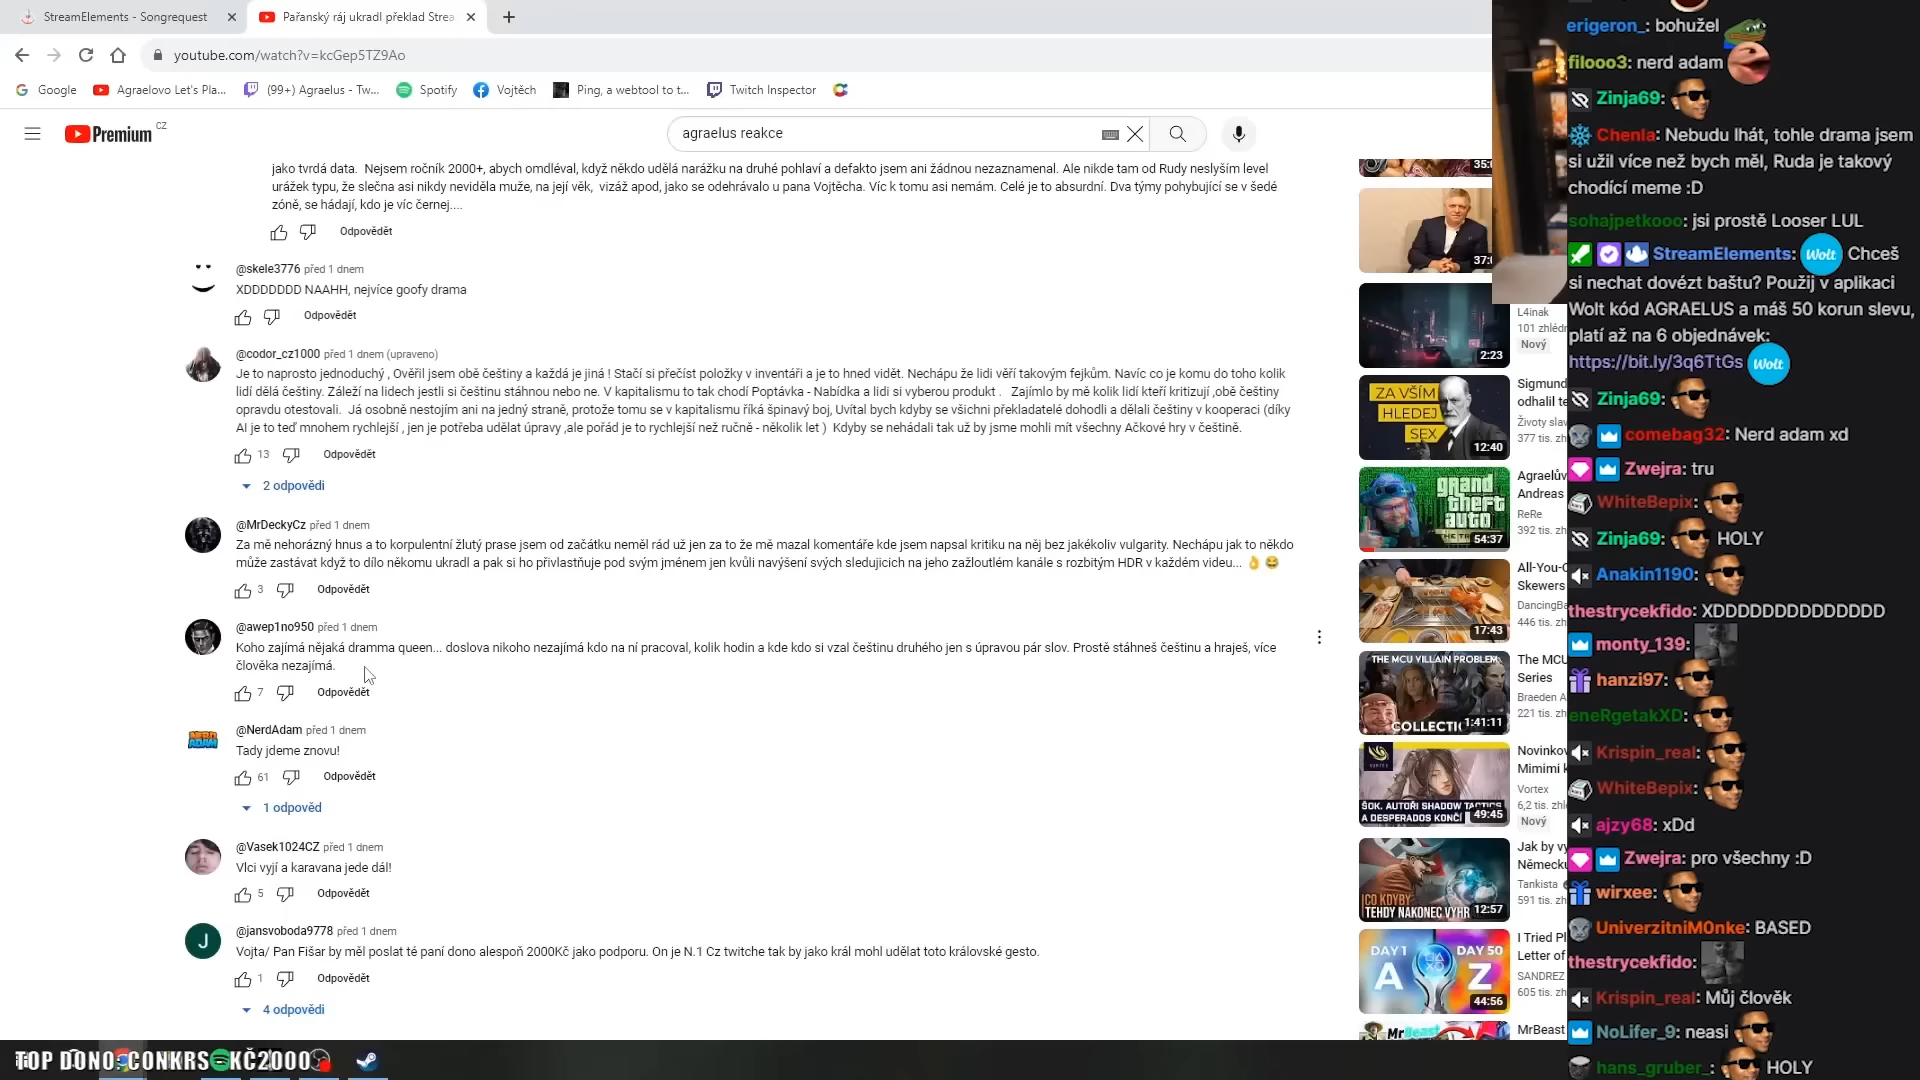 StreamElements - Songrequest
Pařanský ráj ukradl překlad Strea
youtube.com/watch?v=kcGep5TZ9Ao
Google
Agraelovo Let's Pla...
(99+) Agraelus - Tw...
Spotify
Vojtěch
Ping, a webtool to t...
Twitch Inspector
Premium CZ
agraelus reakce
jako tvrdá data. Nejsem ročník 2000+, abych omdléval, když někdo udělá narážku na druhé pohlaví a defakto jsem ani žádnou nezaznamenal. Ale nikde tam od Rudy neslyším level
urážek typu, že slečna asi nikdy neviděla muže, na její věk, vizáž apod, jako se odehrávalo u pana Vojtěcha. Víc k tomu asi nemám. Celé je to absurdní. Dva týmy pohybující se v šedé
zóně, se hádají, kdo je víc černej....
Odpovědět
@skele3776 před 1 dnem
XDDDDDDD NAAHH, nejvíce goofy drama
Odpovědět
@codor_cz1000 před 1 dnem (upraveno)
Je to naprosto jednoduchý , Ověřil jsem obě češtiny a každá je jiná ! Stačí si přečíst položky v inventáři a je to hned vidět. Nechápu že lidi věří takovým fejkům. Navíc co je komu do toho kolik
lidí dělá češtiny. Záleží na lidech jestli si češtinu stáhnou nebo ne. V kapitalismu to tak chodí Poptávka - Nabídka a lidi si vyberou produkt . Zajímlo by mě kolik lidí kteří kritizují ,obě češtiny
opravdu otestovali. Já osobně nestojím ani na jedný straně, protože tomu se v kapitalismu říká špinavý boj, Uvítal bych kdyby se všichni překladatelé dohodli a dělali češtiny v kooperaci (díky
AI je to teď mnohem rychlejší , jen je potřeba udělat úpravy ,ale pořád je to rychlejší než ručně - několik let ) Kdyby se nehádali tak už by jsme mohli mít všechny Ačkové hry v češtině.
13 Odpovědět
2 odpovědi
@MrDeckyCz před 1 dnem
Za mě nehorázný hnus a to korpulentní žlutý prase jsem od začátku neměl rád už jen za to že mě mazal komentáře kde jsem napsal kritiku na něj bez jakékoliv vulgarity. Nechápu jak to někdo
může zastávat když to dílo někomu ukradl a pak si ho přivlastňuje pod svým jménem jen kvůli navýšení svých sledujicich na jeho zažloutlém kanále s rozbitým HDR v každém videu... 👌 😂
3 Odpovědět
@awep1no950 před 1 dnem
Koho zajímá nějaká dramma queen... doslova nikoho nezajímá kdo na ní pracoval, kolik hodin a kde kdo si vzal češtinu druhého jen s úpravou pár slov. Prostě stáhneš češtinu a hraješ, více
člověka nezajímá.
7 Odpovědět
NERD
ADAM
@NerdAdam před 1 dnem
Tady jdeme znovu!
61 Odpovědět
1 odpověd
@Vasek1024CZ před 1 dnem
Vlci vyjí a karavana jede dál!
5 Odpovědět
J
@jansvoboda9778 před 1 dnem
Vojta/ Pan Fišar by měl poslat té paní dono alespoň 2000Kč jako podporu. On je N.1 Cz twitche tak by jako král mohl udělat toto královské gesto.
1 Odpovědět
4 odpovědi
35:0
37:0
2:23
L4inak
101 zhlédn
Nový
ZA VŠÍM
HLEDEJ
SEX
12:40
Sigmund
odhalil te
Životy slav
377 tis. zh
grand
theft
auto
54:37
Agraelův
Andreas
ReRe
392 tis. zh
17:43
All-You-C
Skewers
DancingBa
446 tis. zh
THE MCU VILLAIN PROBLEM
COLLECTI
1:41:11
The MCU
Series
Braeden A
221 tis. zh
ŠOK. AUTOŘI SHADOW TACTICS
A DESPERADOS KONČÍ
49:45
Novinkov
Mimimi k
Vortex
6,2 tis. zhl
Nový
CO KDYBY
TEHDY NAKONEC VYHR
12:57
Jak by vy
Německu
Tankista
591 tis. zh
DAY 1 DAY 50
A Z
44:56
I Tried Pl
Letter of
SANDREZ
605 tis. zh
MrBeast
MrBeast
erigeron_: bohužel
filooo3: nerd adam
Zinja69:
Chenla: Nebudu lhát, tohle drama jsem
si užil více než bych měl, Ruda je takový
chodící meme :D
sohajpetkooo: jsi prostě Looser LUL
StreamElements: Wolt Chceš
si nechat dovézt baštu? Použij v aplikaci
Wolt kód AGRAELUS a máš 50 korun slevu,
platí až na 6 objednávek:
https://bit.ly/3q6TtGs Wolt
Zinja69:
comebag32: Nerd adam xd
Zwejra: tru
WhiteBepix:
Zinja69: HOLY
Anakin1190:
thestrycekfido: XDDDDDDDDDDDDDD
monty_139:
hanzi97:
eneRgetakXD:
Krispin_real:
WhiteBepix:
ajzy68: xDd
Zwejra: pro všechny :D
wirxee:
UniverzitniM0nke: BASED
thestrycekfido:
Krispin_real: Můj člověk
NoLifer_9: neasi
hans_gruber_: HOLY
TOP DONO: CONKRS KČ2000